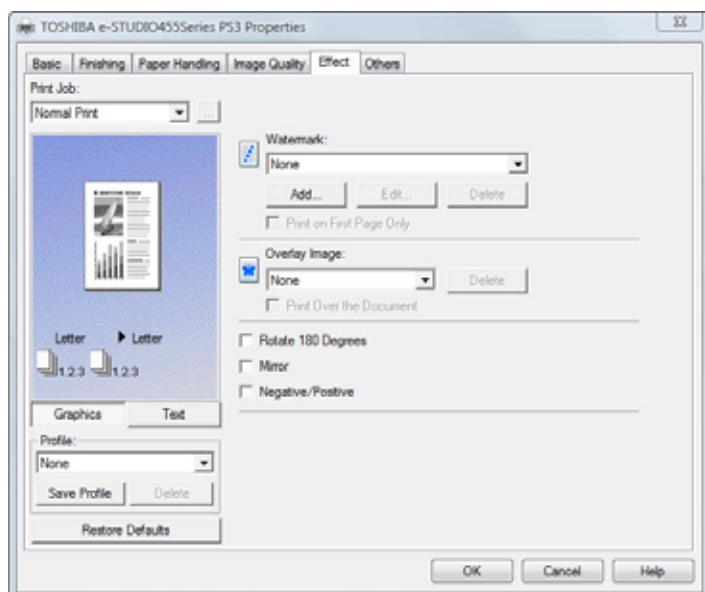 TOSHIBA e-STUDIO455Series PS3 Properties
Basic Finishing Paper Handling Image Quality Effect Others
Print Job:
Normal Print
...
Watermark:
None
Add... Edit... Delete
Print on First Page Only
Overlay Image:
None
Delete
Print Over the Document
Letter Letter
1.2.3 1.2.3
Rotate 180 Degrees
Mirror
Negative/Positive
Graphics Text
Profile:
None
Save Profile Delete
Restore Defaults
OK Cancel Help